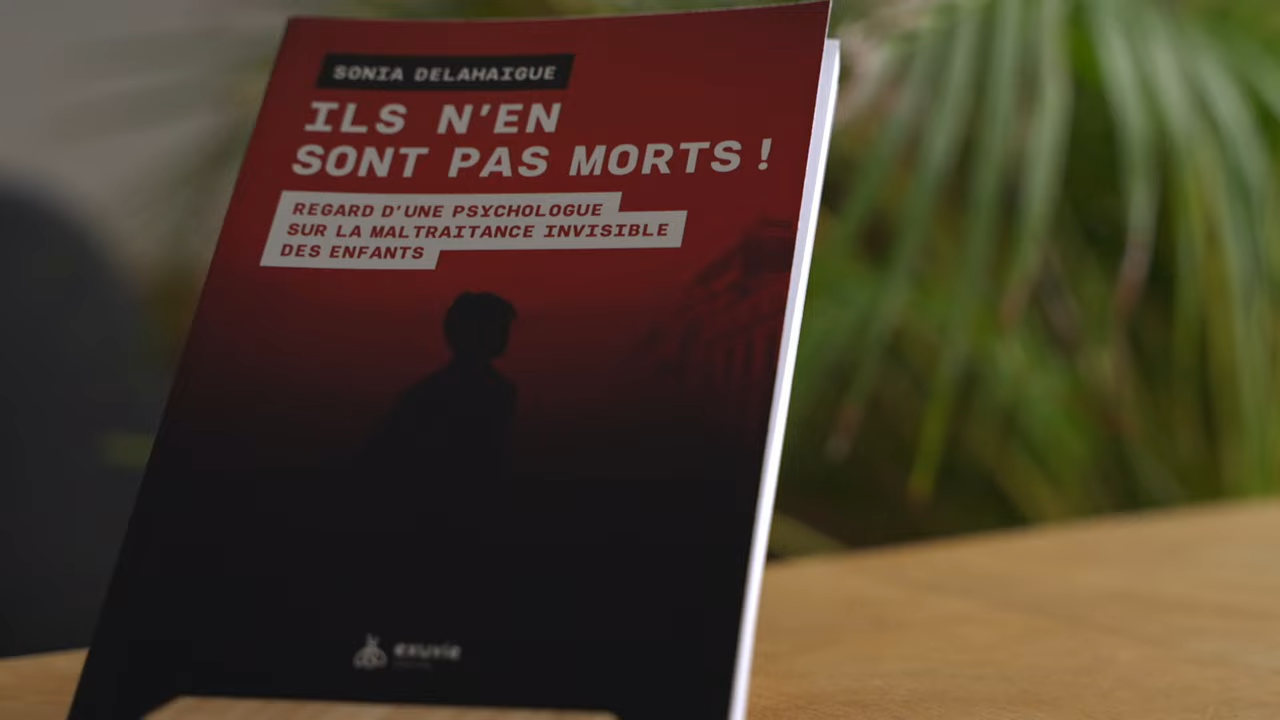 SONIA DELAHAIGUE
ILS N'EN
SONT PAS MORTS !
REGARD D'UNE PSYCHOLOGUE
SUR LA MALTRAITANCE INVISIBLE
DES ENFANTS
exuvie